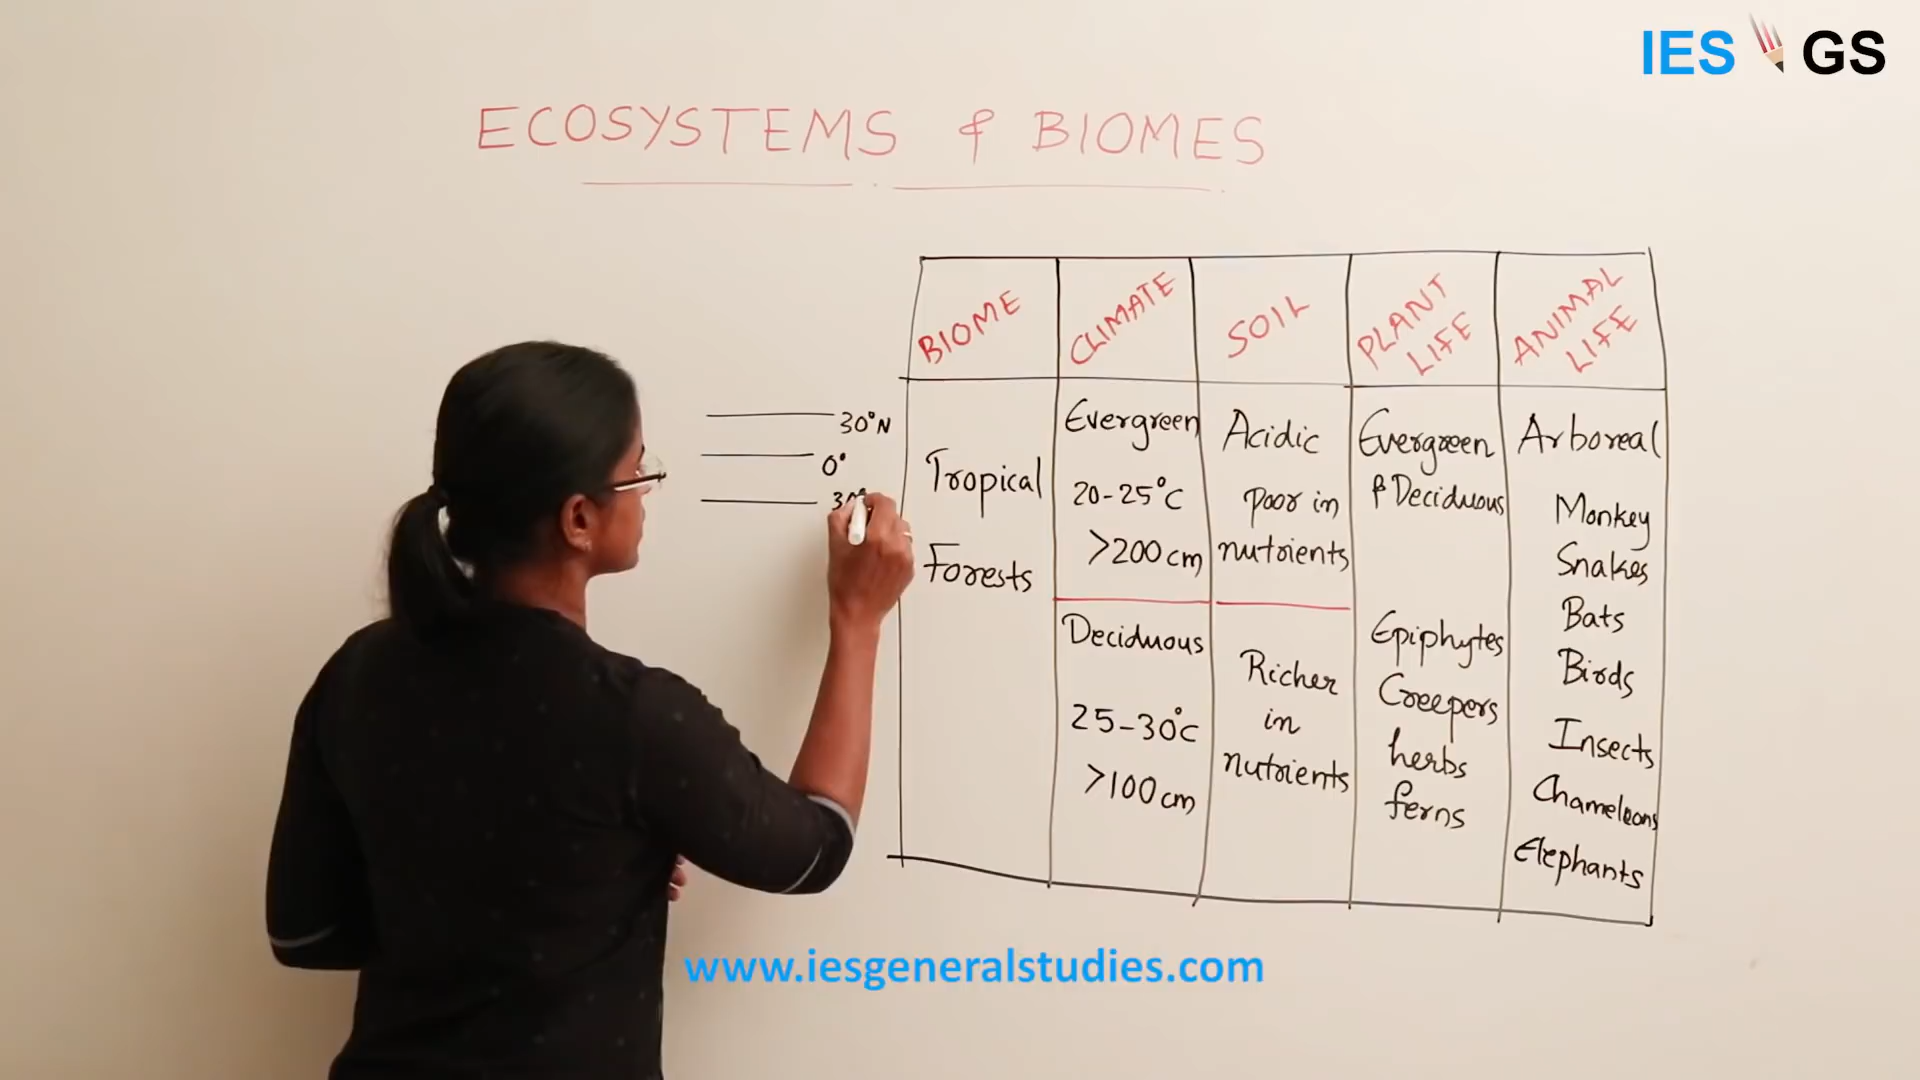 IES GS
ECOSYSTEMS & BIOMES
30°N
0°
30°
BIOME
CLIMATE
SOIL
PLANT
LIFE
ANIMAL
LIFE
Tropical
Forests
Evergreen
20-25°C
>200 cm
Deciduous
25-30°C
>100 cm
Acidic
poor in
nutrients
Richer
in
nutrients
Evergreen
& Deciduous
Epiphytes
Creepers
herbs
ferns
Arboreal
Monkey
Snakes
Bats
Birds
Insects
Chameleons
Elephants
www.iesgeneralstudies.com